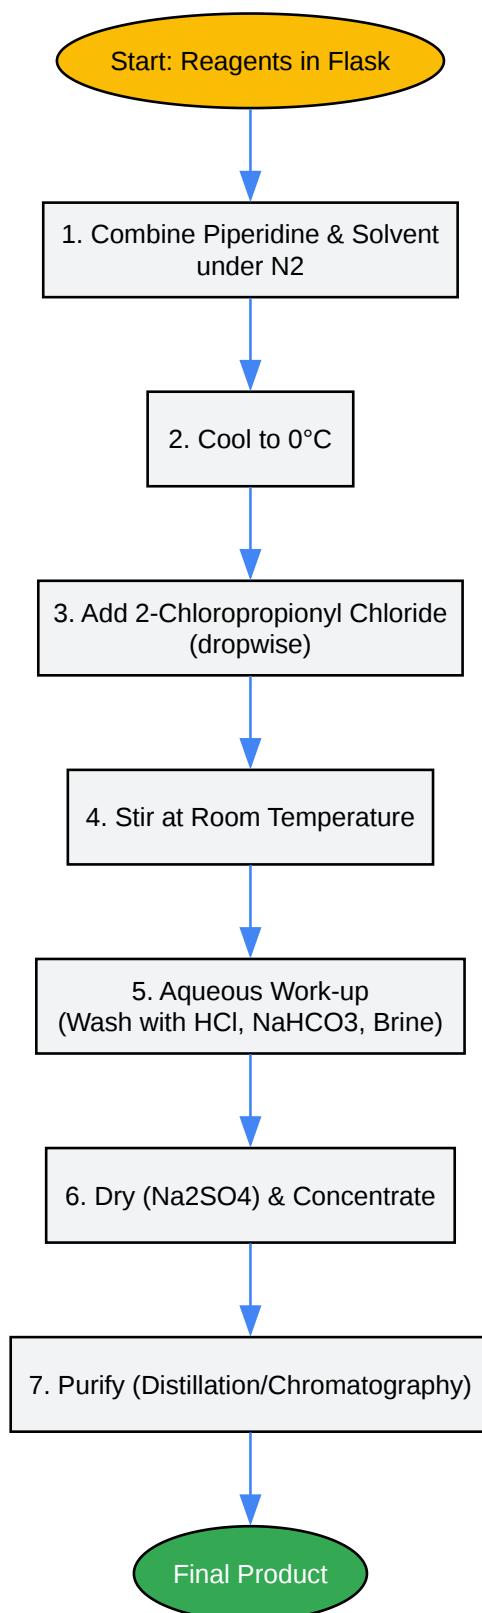 Start: Reagents in Flask
1. Combine Piperidine & Solvent
under N2
2. Cool to 0°C
3. Add 2-Chloropropionyl Chloride
(dropwise)
4. Stir at Room Temperature
5. Aqueous Work-up
(Wash with HCl, NaHCO3, Brine)
6. Dry (Na2SO4) & Concentrate
7. Purify (Distillation/Chromatography)
Final Product